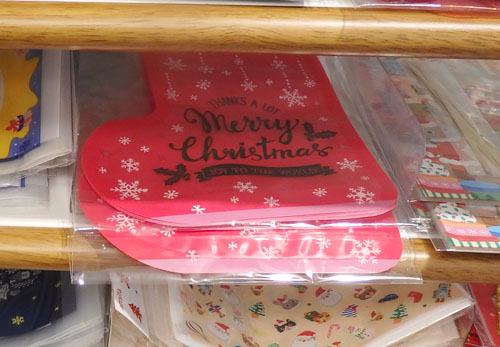 THANKS A LOT
Merry
Christmas
JOY TO THE WORLD!